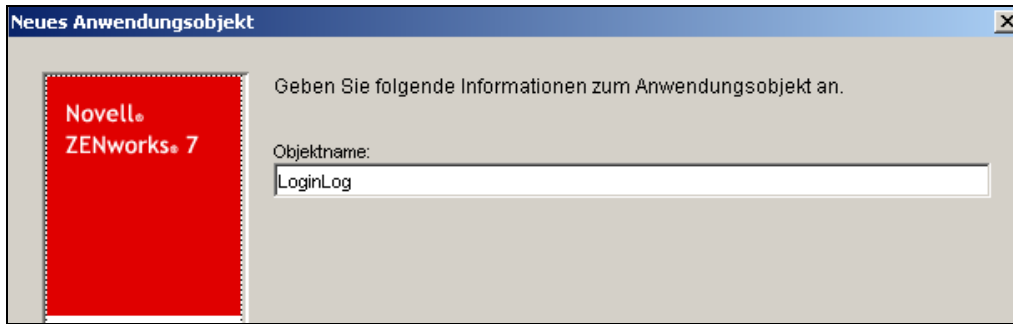 Neues Anwendungsobjekt
Novell®
ZENworks® 7
Geben Sie folgende Informationen zum Anwendungsobjekt an.
Objektname:
LoginLog